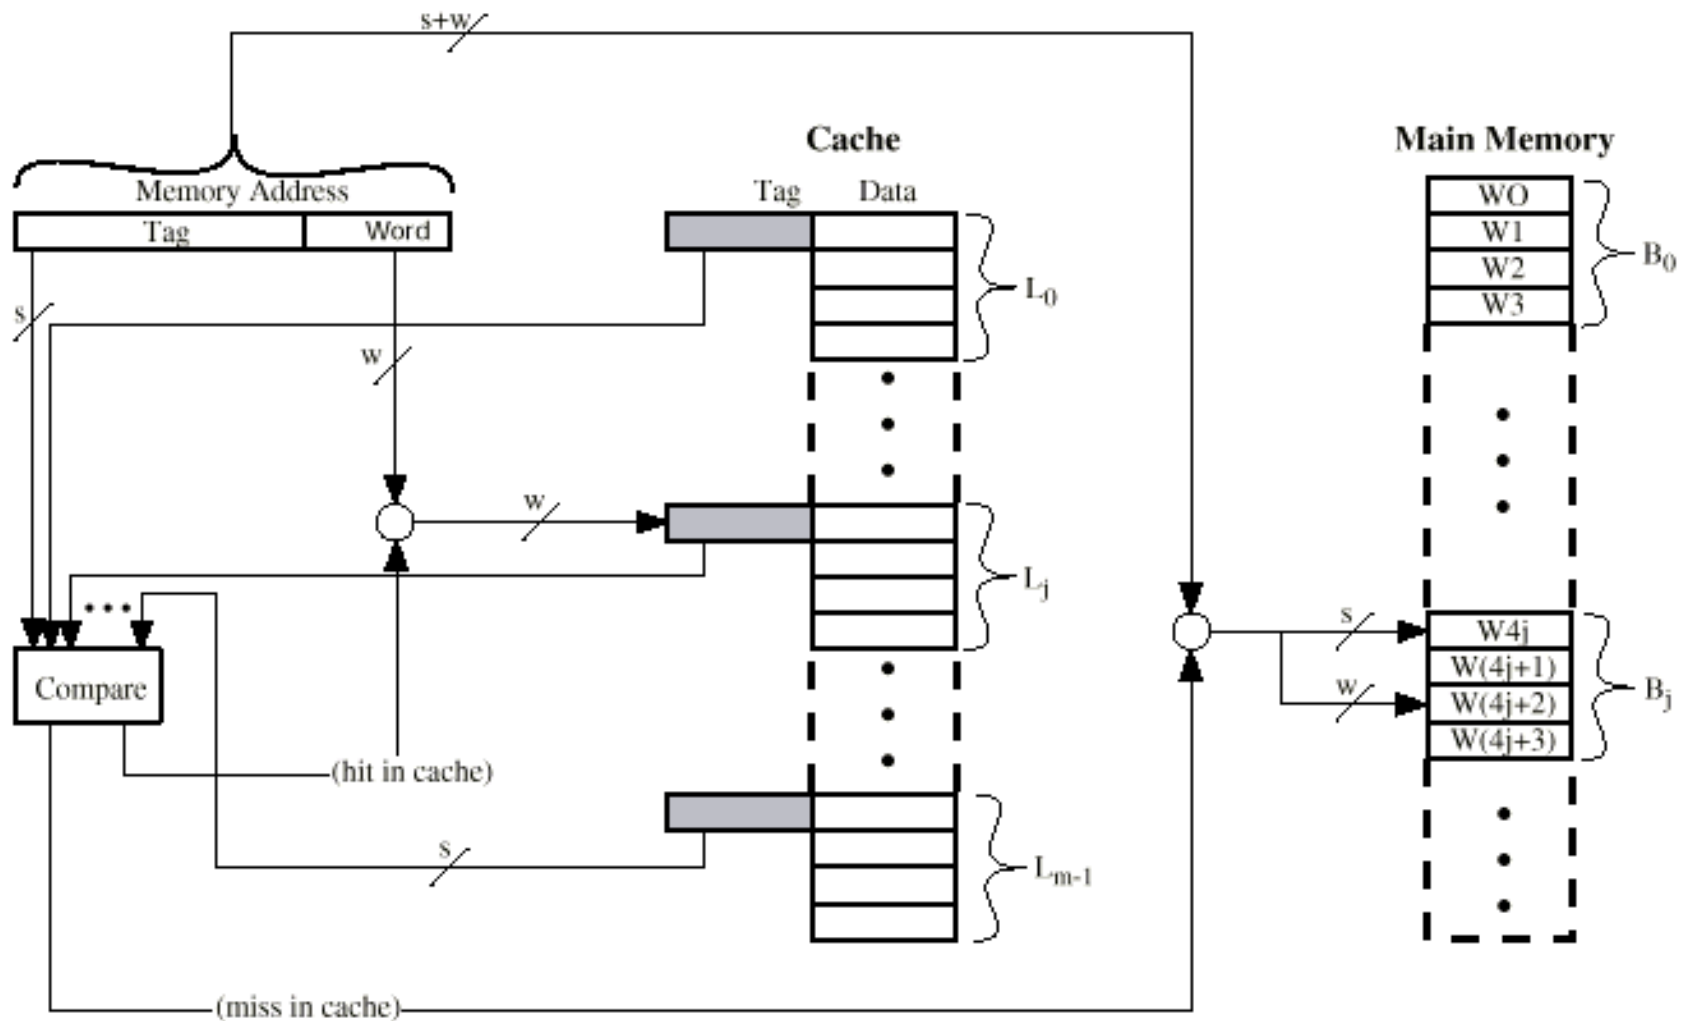 s+w
Cache
Main Memory
Memory Address
Tag Data
Tag Word
WO
W1
W2
W3
B0
L0
s
w
w
Lj
s
w
W4j
W(4j+1)
W(4j+2)
W(4j+3)
Bj
Compare
(hit in cache)
s
Lm-1
(miss in cache)